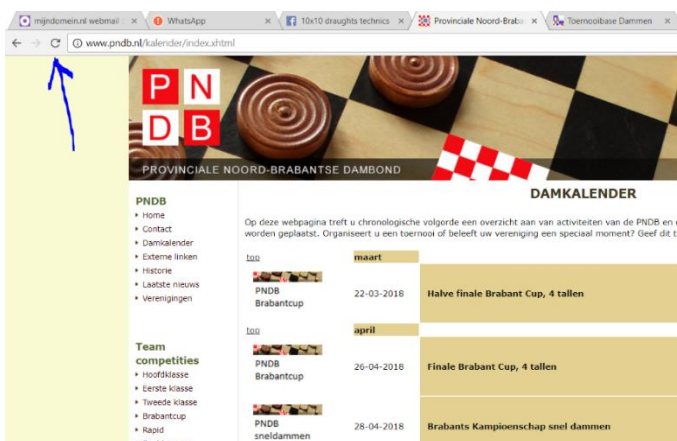 mijndomein.nl webmail
WhatsApp
10x10 draughts technics
Provinciale Noord-Braba
Toernooibase Dammen
www.pndb.nl/kalender/index.xhtml
P N
D B
PROVINCIALE NOORD-BRABANTSE DAMBOND
PNDB
Home
Contact
Damkalender
Externe linken
Historie
Laatste nieuws
Verenigingen
Team
competities
Hoofdklasse
Eerste klasse
Tweede klasse
Brabantcup
Rapid
DAMKALENDER
Op deze webpagina treft u chronologische volgorde een overzicht aan van activiteiten van de PNDB en
worden geplaatst. Organiseert u een toernooi of beleeft uw vereniging een speciaal moment? Geef dit
top maart
PNDB
Brabantcup
22-03-2018 Halve finale Brabant Cup, 4 tallen
top april
PNDB
Brabantcup
26-04-2018 Finale Brabant Cup, 4 tallen
PNDB
sneldammen
28-04-2018 Brabants Kampioenschap snel dammen